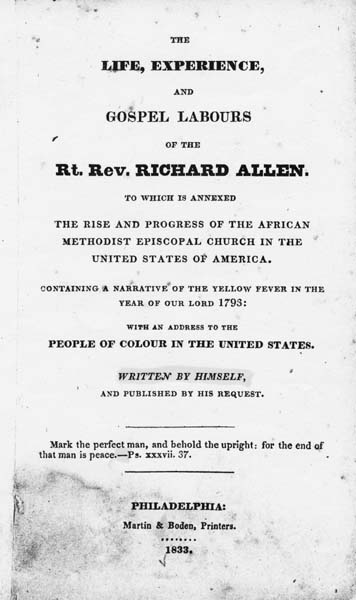 THE
LIFE, EXPERIENCE,
AND
GOSPEL LABOURS
OF THE
Rt. Rev. RICHARD ALLEN.
TO WHICH IS ANNEXED
THE RISE AND PROGRESS OF THE AFRICAN
METHODIST EPISCOPAL CHURCH IN THE
UNITED STATES OF AMERICA.
CONTAINING A NARRATIVE OF THE YELLOW FEVER IN THE
YEAR OF OUR LORD 1793:
WITH AN ADDRESS TO THE
PEOPLE OF COLOUR IN THE UNITED STATES.
WRITTEN BY HIMSELF,
AND PUBLISHED BY HIS REQUEST.
Mark the perfect man, and behold the upright: for the end of
that man is peace.—Ps. xxxvii. 37.
PHILADELPHIA:
Martin & Boden, Printers.
........
1833.